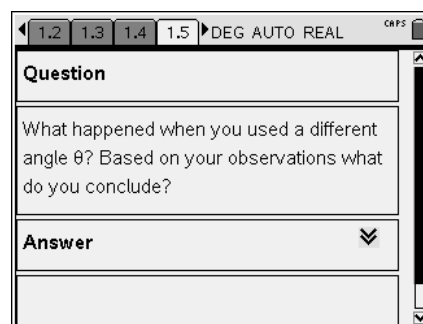 1.2 1.3 1.4 1.5 DEG AUTO REAL CAPS
Question
What happened when you used a different
angle θ? Based on your observations what
do you conclude?
Answer